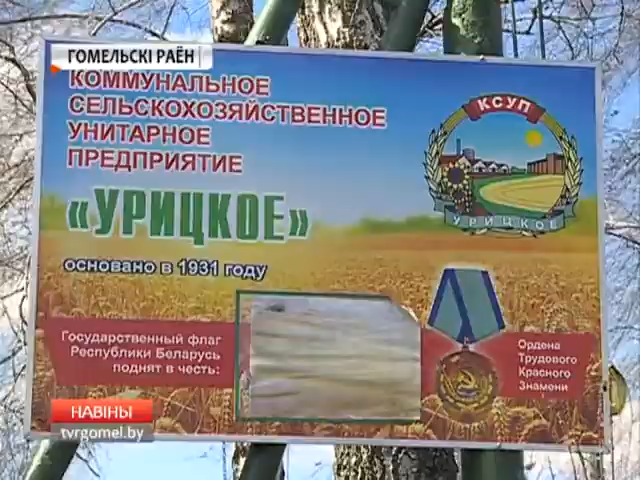 ГОМЕЛЬСКІ РАЁН
КОММУНАЛЬНОЕ
СЕЛЬСКОХОЗЯЙСТВЕННОЕ
УНИТАРНОЕ
ПРЕДПРИЯТИЕ
«УРИЦКОЕ»
основано в 1931 году
КСУП
УРИЦКОЕ
Государственный флаг
Республики Беларусь
поднят в честь:
Ордена
Трудового
Красного
Знамени
НАВІНЫ
tvrgomel.by